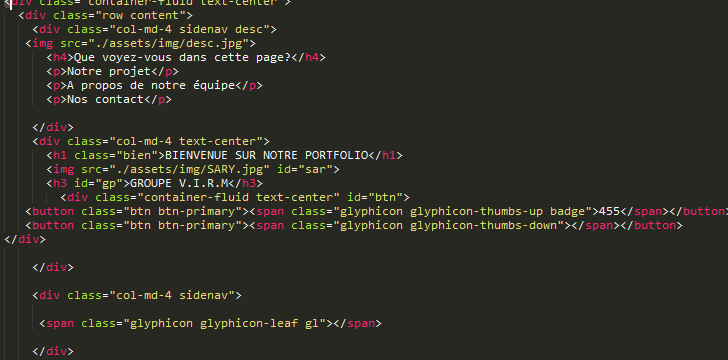 <div class="container-fluid text-center">
<div class="row content">
<div class="col-md-4 sidenav desc">
<img src="./assets/img/desc.jpg">
<h4>Que voyez-vous dans cette page?</h4>
<p>Notre projet</p>
<p>A propos de notre équipe</p>
<p>Nos contact</p>
</div>
<div class="col-md-4 text-center">
<h1 class="bien">BIENVENUE SUR NOTRE PORTFOLIO</h1>
<img src="./assets/img/SARY.jpg" id="sar">
<h3 id="gp">GROUPE V.I.R.M</h3>
<div class="container-fluid text-center" id="btn">
<button class="btn btn-primary"><span class="glyphicon glyphicon-thumbs-up badge">455</span></button>
<button class="btn btn-primary"><span class="glyphicon glyphicon-thumbs-down"></span></button>
</div>
</div>
<div class="col-md-4 sidenav">
<span class="glyphicon glyphicon-leaf gl"></span>
</div>